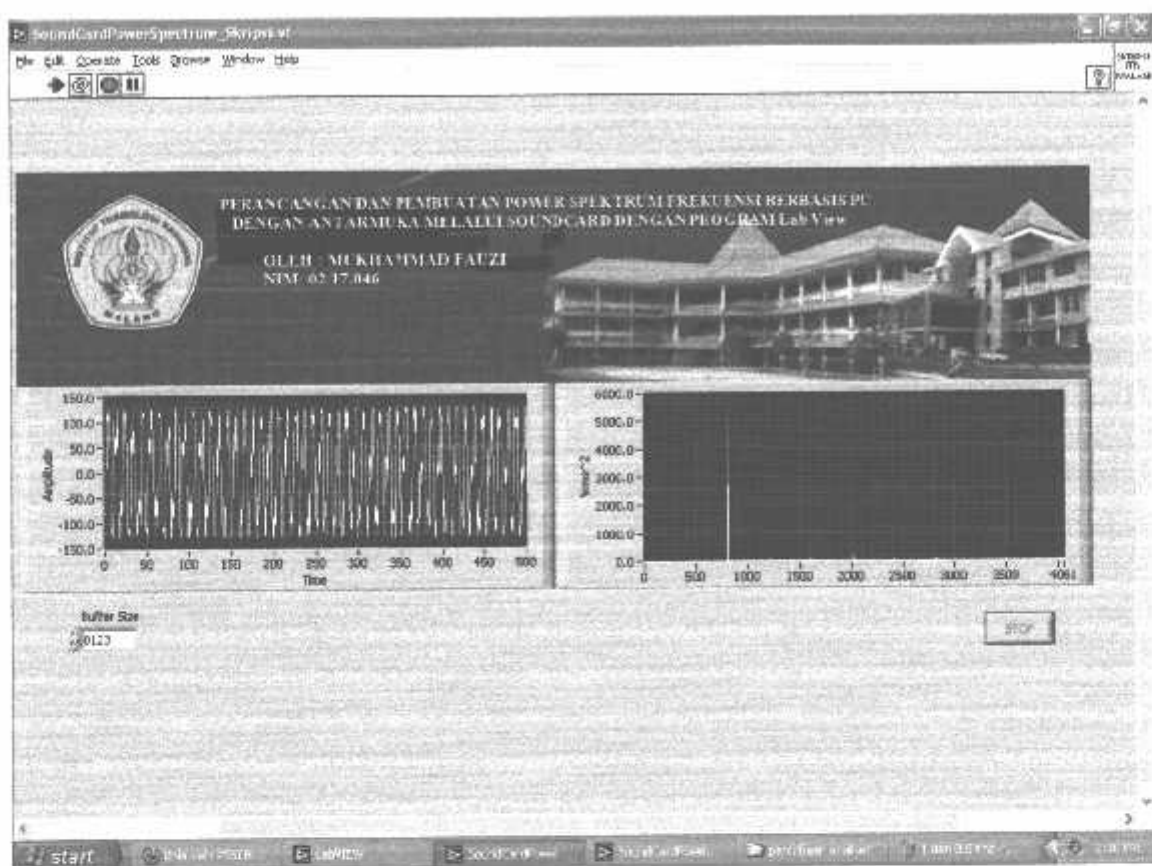 SoundCardPowerSpectrum_Skripsi.vi
File Edit Operate Tools Browse Window Help
PERANCANGAN DAN PEMBUATAN POWER SPEKTRUM FREKUENSI BERBASIS PC
DENGAN ANTARMUKA MELALUI SOUNDCARD DENGAN PROGRAM Lab View
OLEH : MUKHAMMAD FAUZI
NIM 02.17.046
MALANG
150.0
100.0
50.0
0.0
-50.0
-100.0
-150.0
Amplitude
0 50 100 150 200 250 300 350 400 450 500
Time
6000.0
5000.0
4000.0
3000.0
2000.0
1000.0
0.0
0 500 1000 1500 2000 2500 3000 3500 4061
Buffer Size
STOP
start
LabVIEW